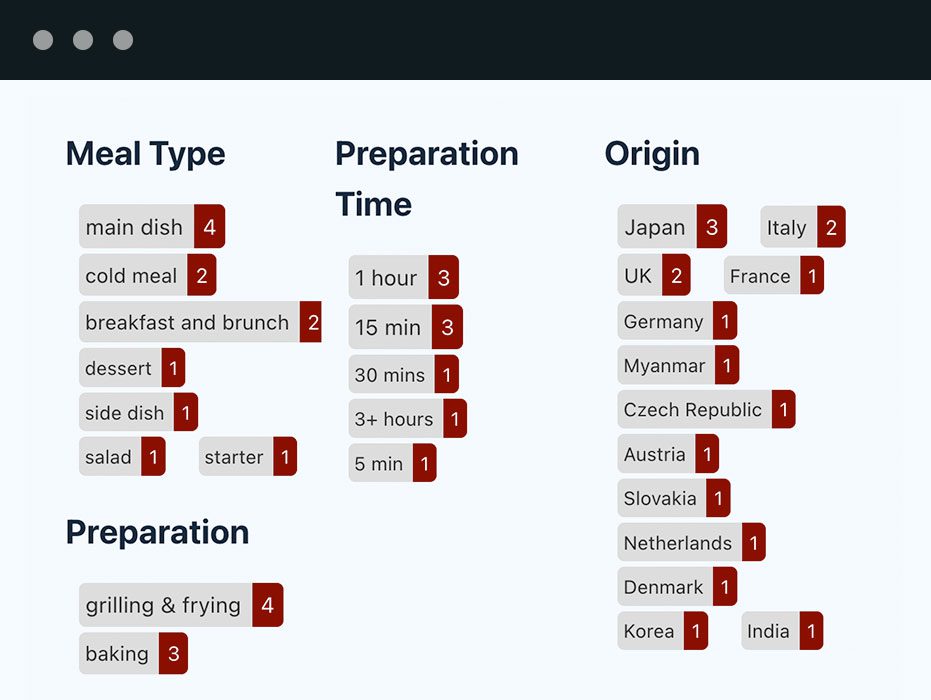 Meal Type
main dish 4
cold meal 2
breakfast and brunch 2
dessert 1
side dish 1
salad 1 starter 1
Preparation
grilling & frying 4
baking 3
Preparation
Time
1 hour 3
15 min 3
30 mins 1
3+ hours 1
5 min 1
Origin
Japan 3 Italy 2
UK 2 France 1
Germany 1
Myanmar 1
Czech Republic 1
Austria 1
Slovakia 1
Netherlands 1
Denmark 1
Korea 1 India 1